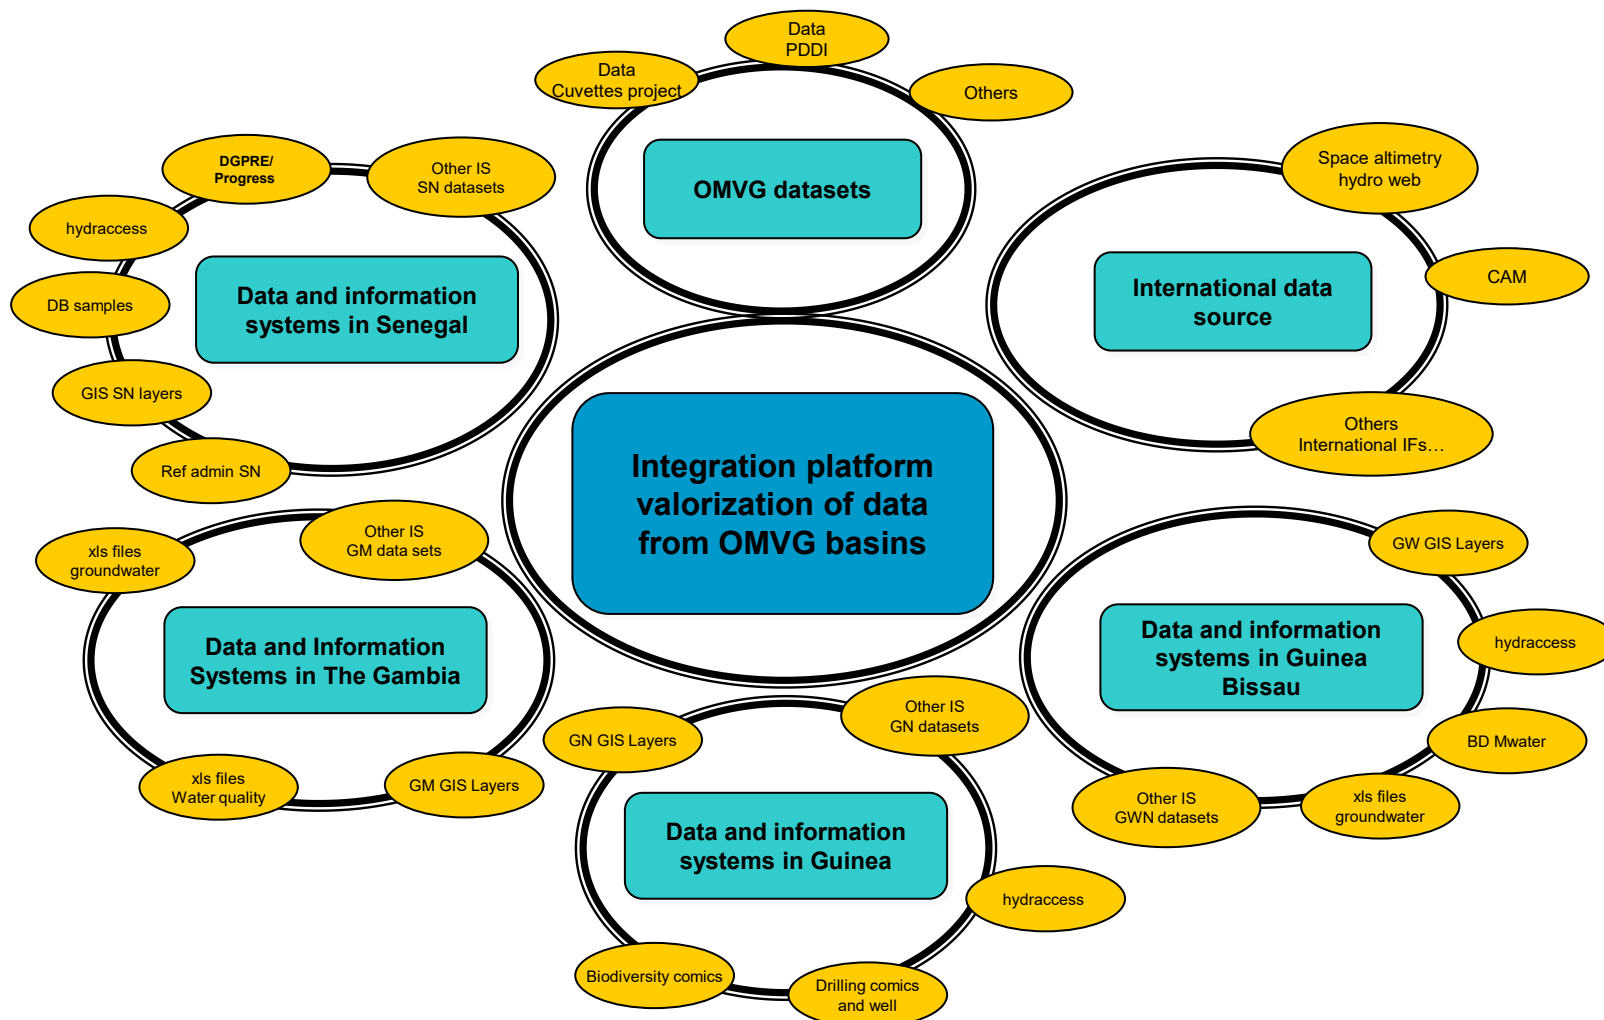 Data
PDDI
Data
Cuvettes project
Others
OMVG datasets
DGPRE/
Progress
Other IS
SN datasets
hydraccess
DB samples
GIS SN layers
Ref admin SN
Data and information
systems in Senegal
Space altimetry
hydro web
CAM
International data
source
Others
International IFs…
Integration platform
valorization of data
from OMVG basins
xls files
groundwater
Other IS
GM data sets
Data and Information
Systems in The Gambia
xls files
Water quality
GM GIS Layers
GW GIS Layers
hydraccess
Data and information
systems in Guinea
Bissau
BD Mwater
Other IS
GWN datasets
xls files
groundwater
GN GIS Layers
Other IS
GN datasets
Data and information
systems in Guinea
hydraccess
Biodiversity comics
Drilling comics
and well